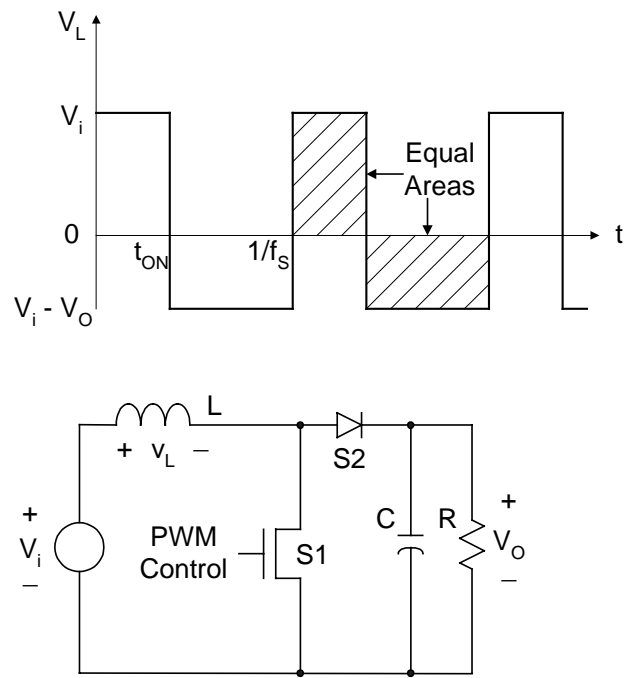 V_L
V_i
Equal
Areas
0
t
t_ON
1/f_S
V_i - V_O
L
+ v_L −
S2
+
V_i
−
PWM
Control
S1
C
R
+
V_O
−